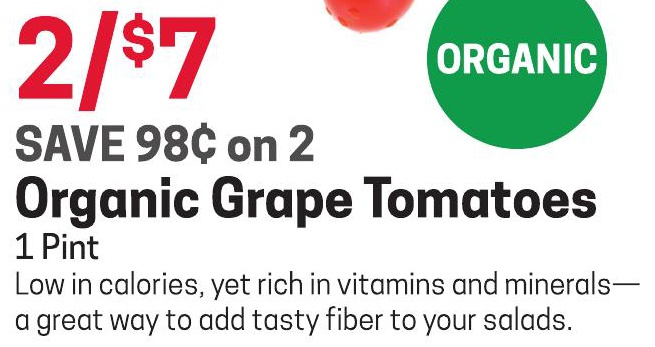 2/$7
ORGANIC
SAVE 98¢ on 2
Organic Grape Tomatoes
1 Pint
Low in calories, yet rich in vitamins and minerals—
a great way to add tasty fiber to your salads.